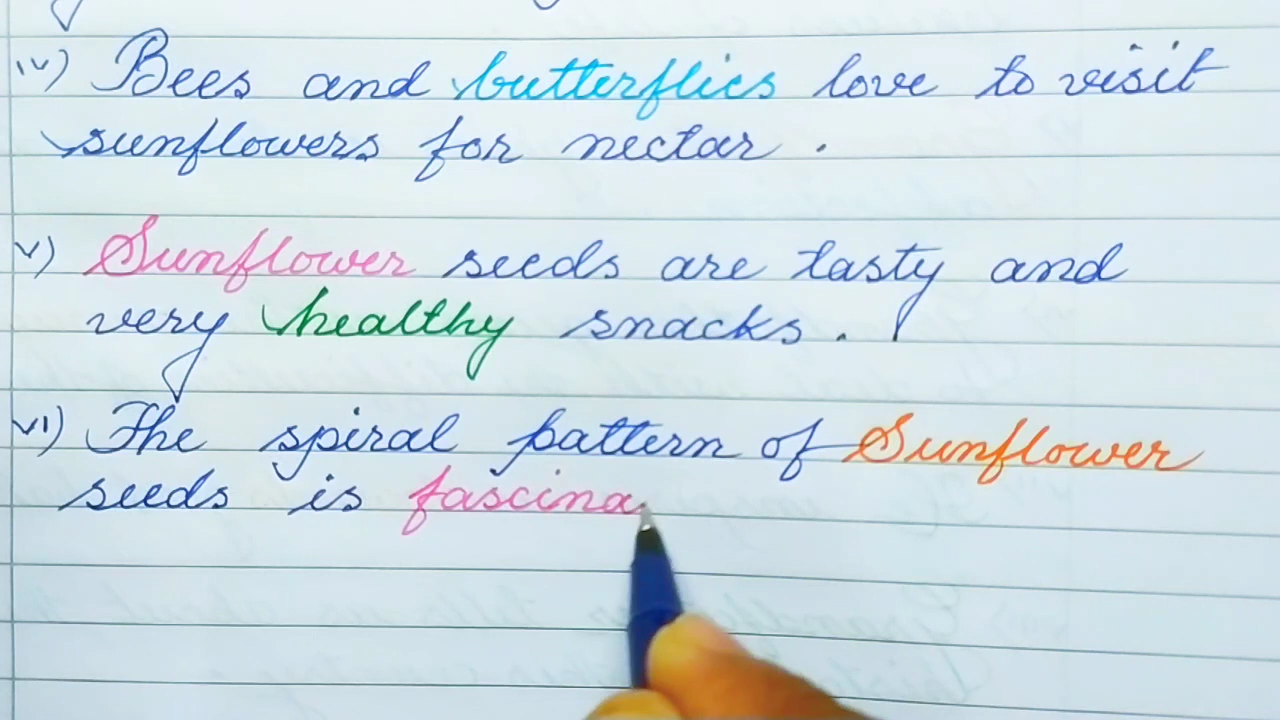 iv) Bees and butterflies love to visit
sunflowers for nectar.
v) Sunflower seeds are tasty and
very healthy snacks.
vi) The spiral pattern of Sunflower
seeds is fascina